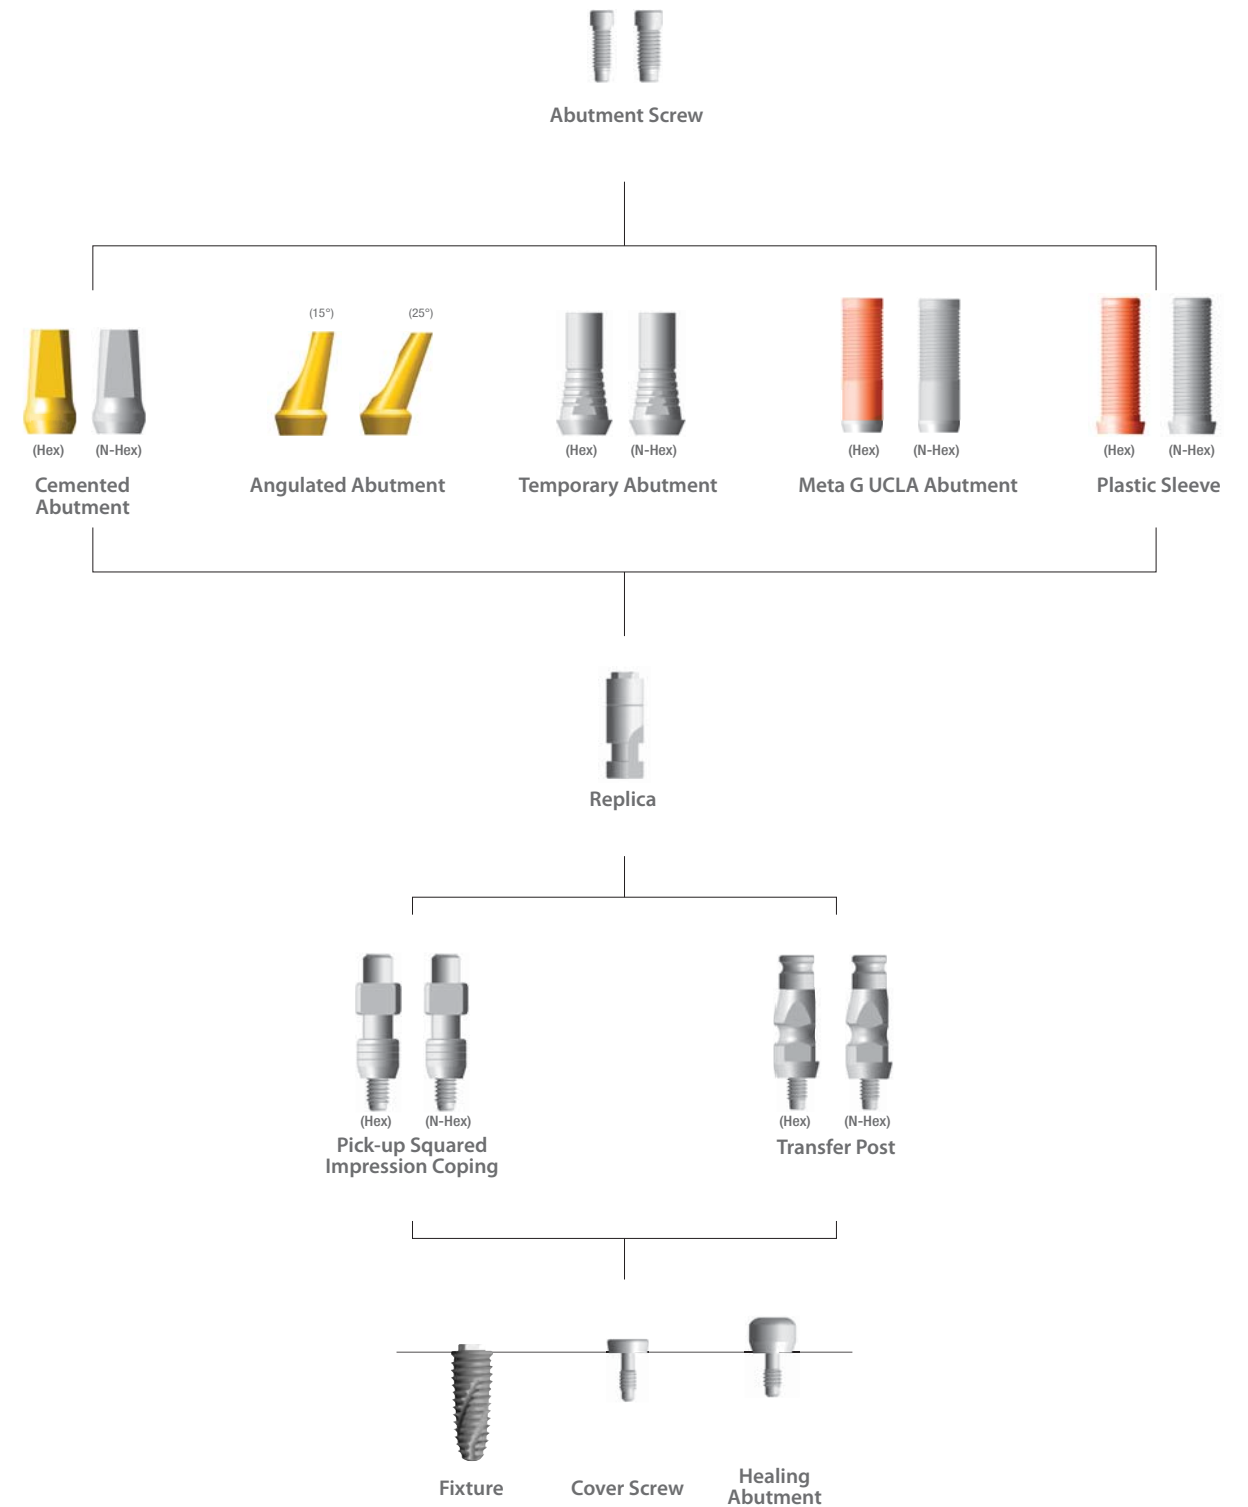 Abutment Screw
(15°) (25°)
(Hex) (N-Hex) (Hex) (N-Hex) (Hex) (N-Hex) (Hex) (N-Hex)
Cemented
Abutment
Angulated Abutment
Temporary Abutment
Meta G UCLA Abutment
Plastic Sleeve
Replica
(Hex) (N-Hex)
Pick-up Squared
Impression Coping
(Hex) (N-Hex)
Transfer Post
Fixture
Cover Screw
Healing
Abutment